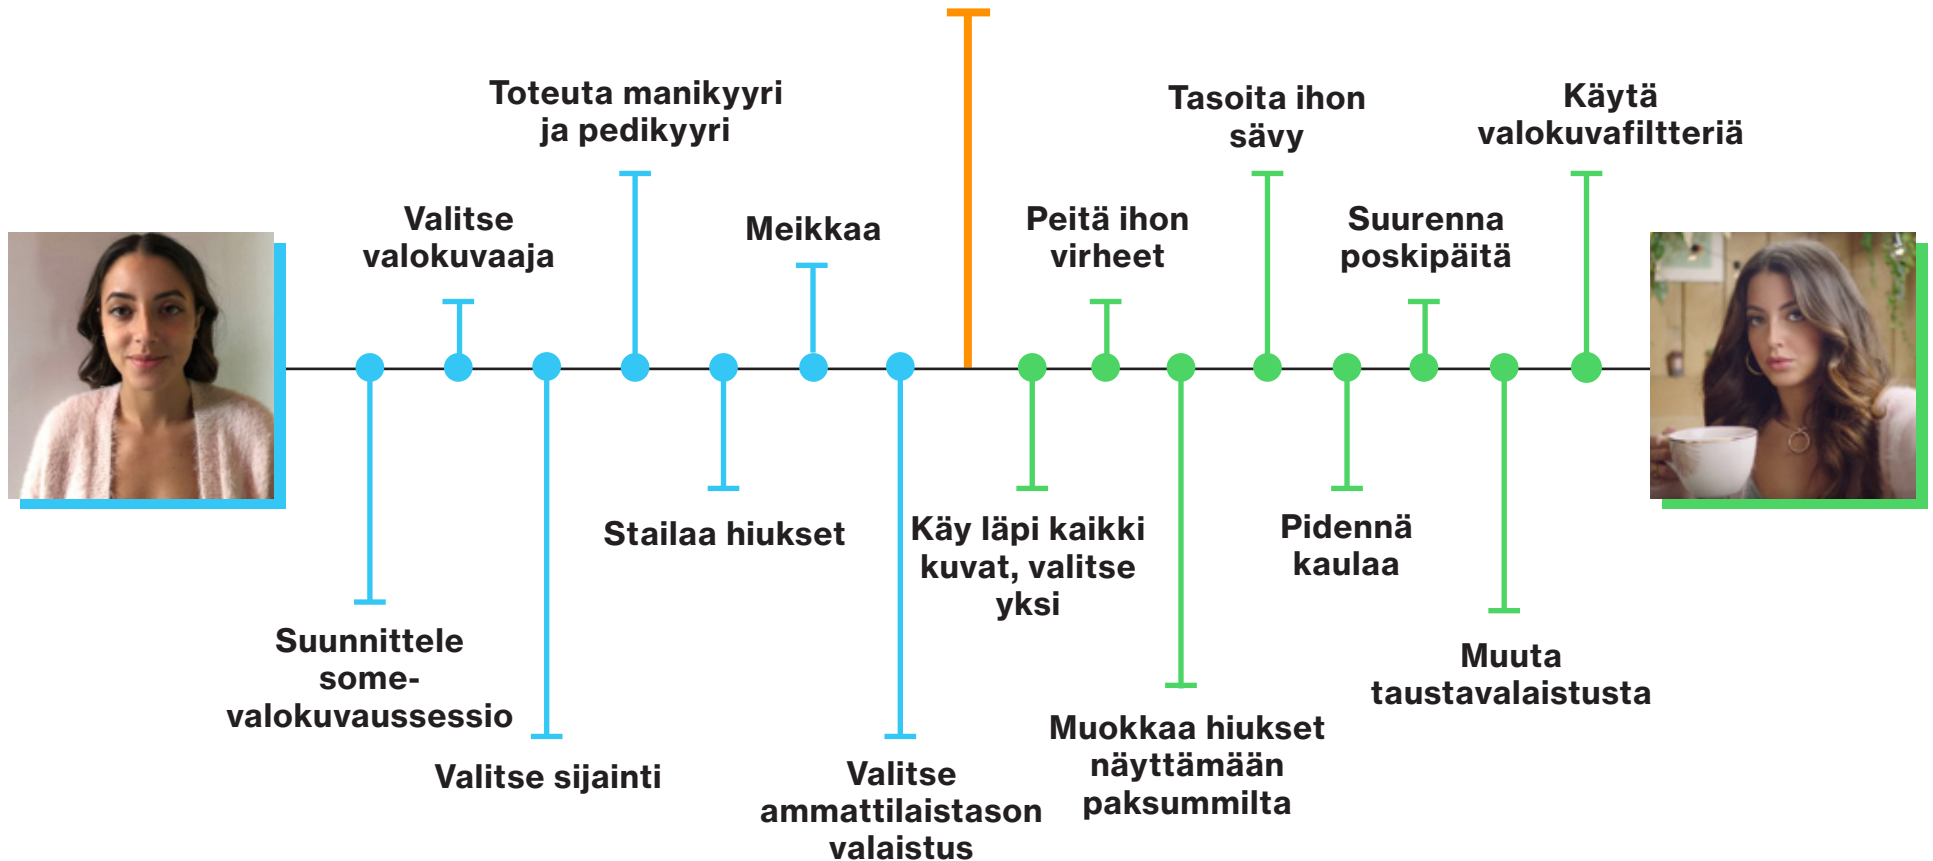 Suunnittele
some-
valokuvaussessio
Valitse
valokuvaaja
Valitse sijainti
Toteuta manikyyri
ja pedikyyri
Stailaa hiukset
Meikkaa
Valitse
ammattilaistason
valaistus
Käy läpi kaikki
kuvat, valitse
yksi
Peitä ihon
virheet
Muokkaa hiukset
näyttämään
paksummilta
Tasoita ihon
sävy
Pidennä
kaulaa
Suurenna
poskipäitä
Muuta
taustavalaistusta
Käytä
valokuvafiltteriä